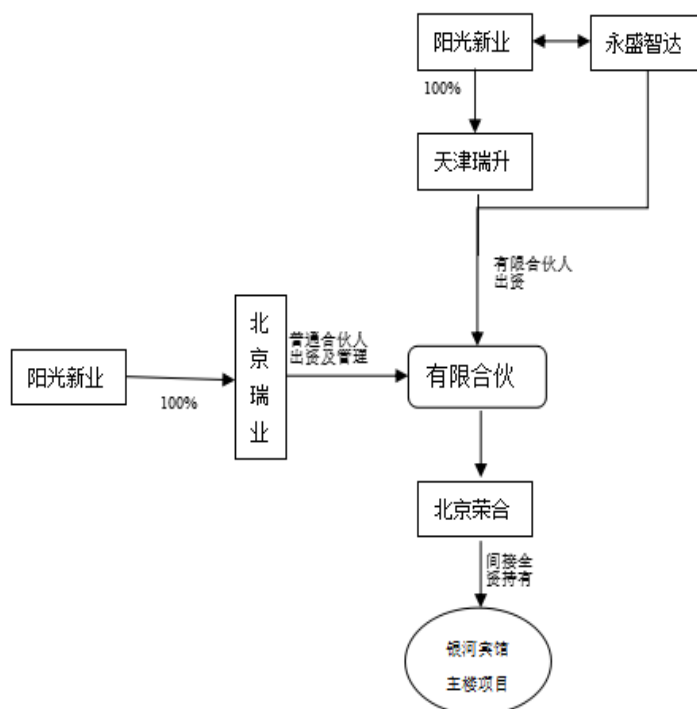 阳光新业
永盛智达
100%
天津瑞升
有限合伙人
出资
北
京
瑞
业
普通合伙人
出资及管理
阳光新业
100%
有限合伙
北京荣合
间接全
资持有
银河宾馆
主楼项目